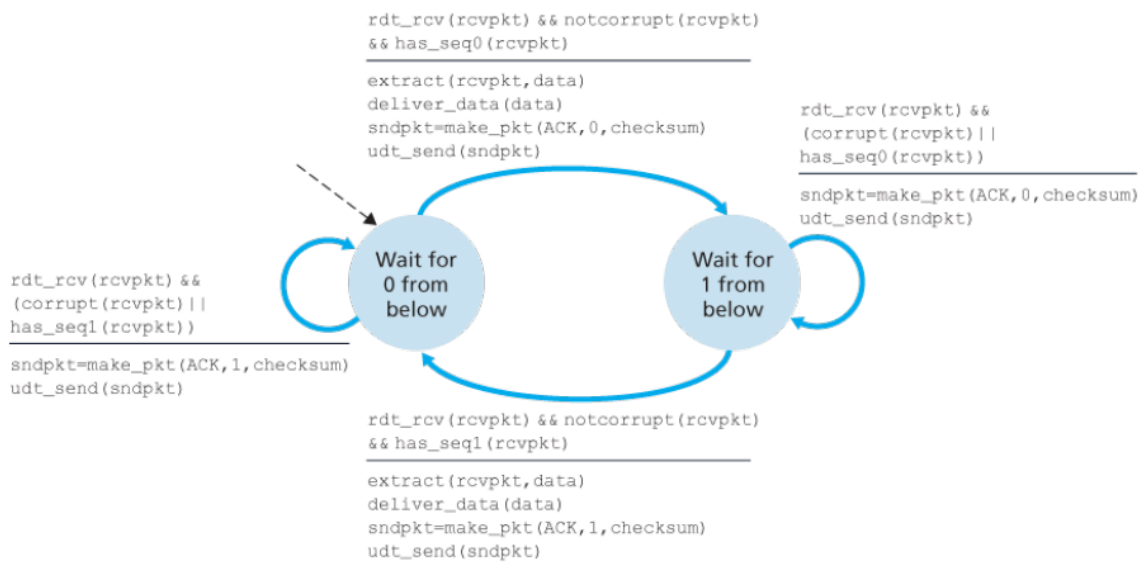 rdt_rcv(rcvpkt) && notcorrupt(rcvpkt)
&& has_seq0(rcvpkt)
extract(rcvpkt,data)
deliver_data(data)
sndpkt=make_pkt(ACK,0,checksum)
udt_send(sndpkt)
rdt_rcv(rcvpkt) &&
(corrupt(rcvpkt)||
has_seq0(rcvpkt))
sndpkt=make_pkt(ACK,0,checksum)
udt_send(sndpkt)
Wait for
0 from
below
Wait for
1 from
below
rdt_rcv(rcvpkt) &&
(corrupt(rcvpkt)||
has_seq1(rcvpkt))
sndpkt=make_pkt(ACK,1,checksum)
udt_send(sndpkt)
rdt_rcv(rcvpkt) && notcorrupt(rcvpkt)
&& has_seq1(rcvpkt)
extract(rcvpkt,data)
deliver_data(data)
sndpkt=make_pkt(ACK,1,checksum)
udt_send(sndpkt)